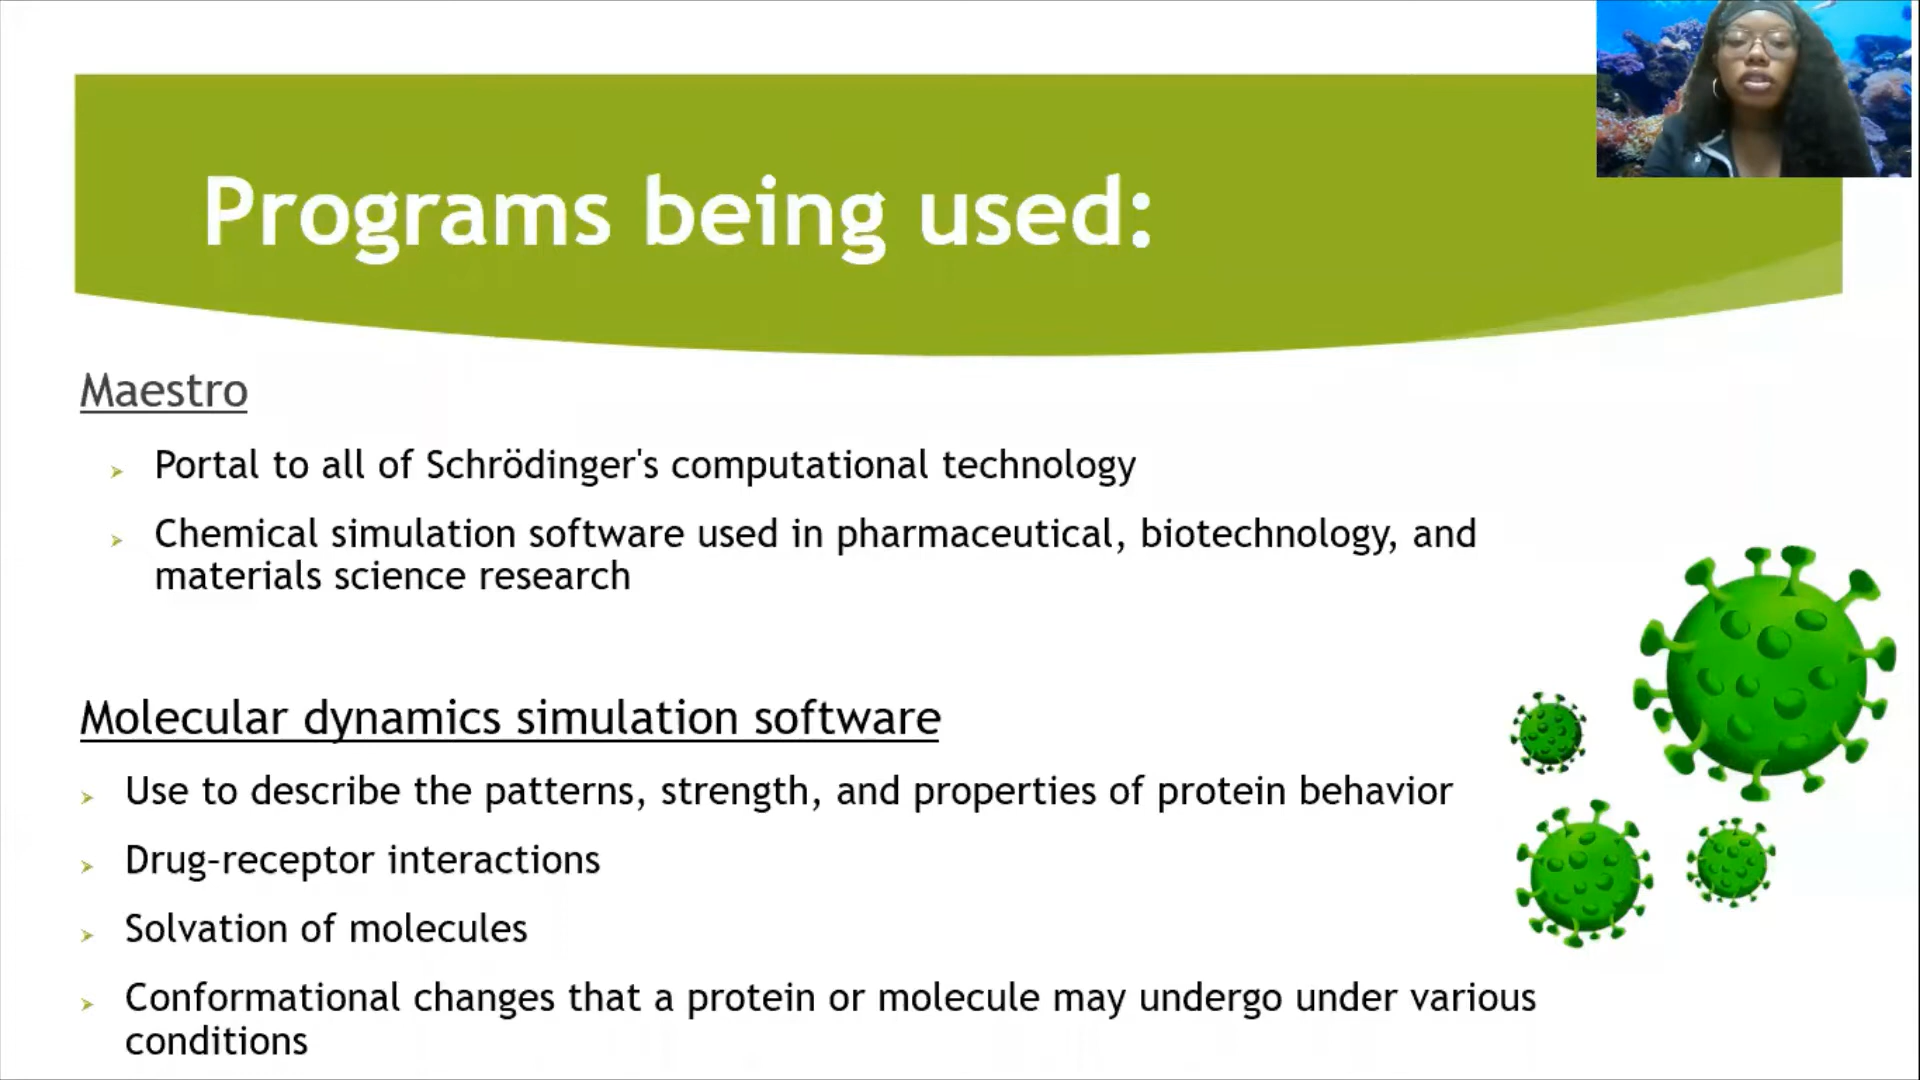 Programs being used:
Maestro
Portal to all of Schrödinger's computational technology
Chemical simulation software used in pharmaceutical, biotechnology, and
materials science research
Molecular dynamics simulation software
Use to describe the patterns, strength, and properties of protein behavior
Drug-receptor interactions
Solvation of molecules
Conformational changes that a protein or molecule may undergo under various
conditions